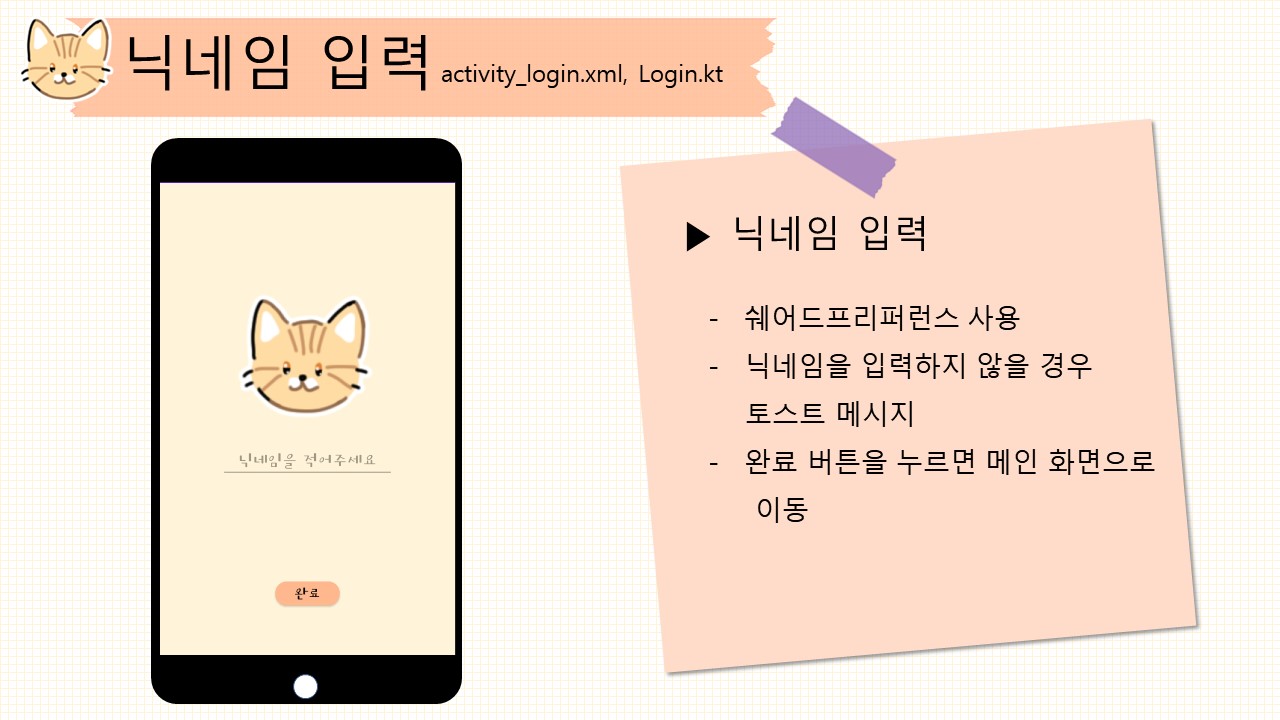 닉네임 입력 activity_login.xml, Login.kt
닉네임을 적어주세요
완료
▶ 닉네임 입력
- 쉐어드프리퍼런스 사용
- 닉네임을 입력하지 않을 경우
토스트 메시지
- 완료 버튼을 누르면 메인 화면으로
이동